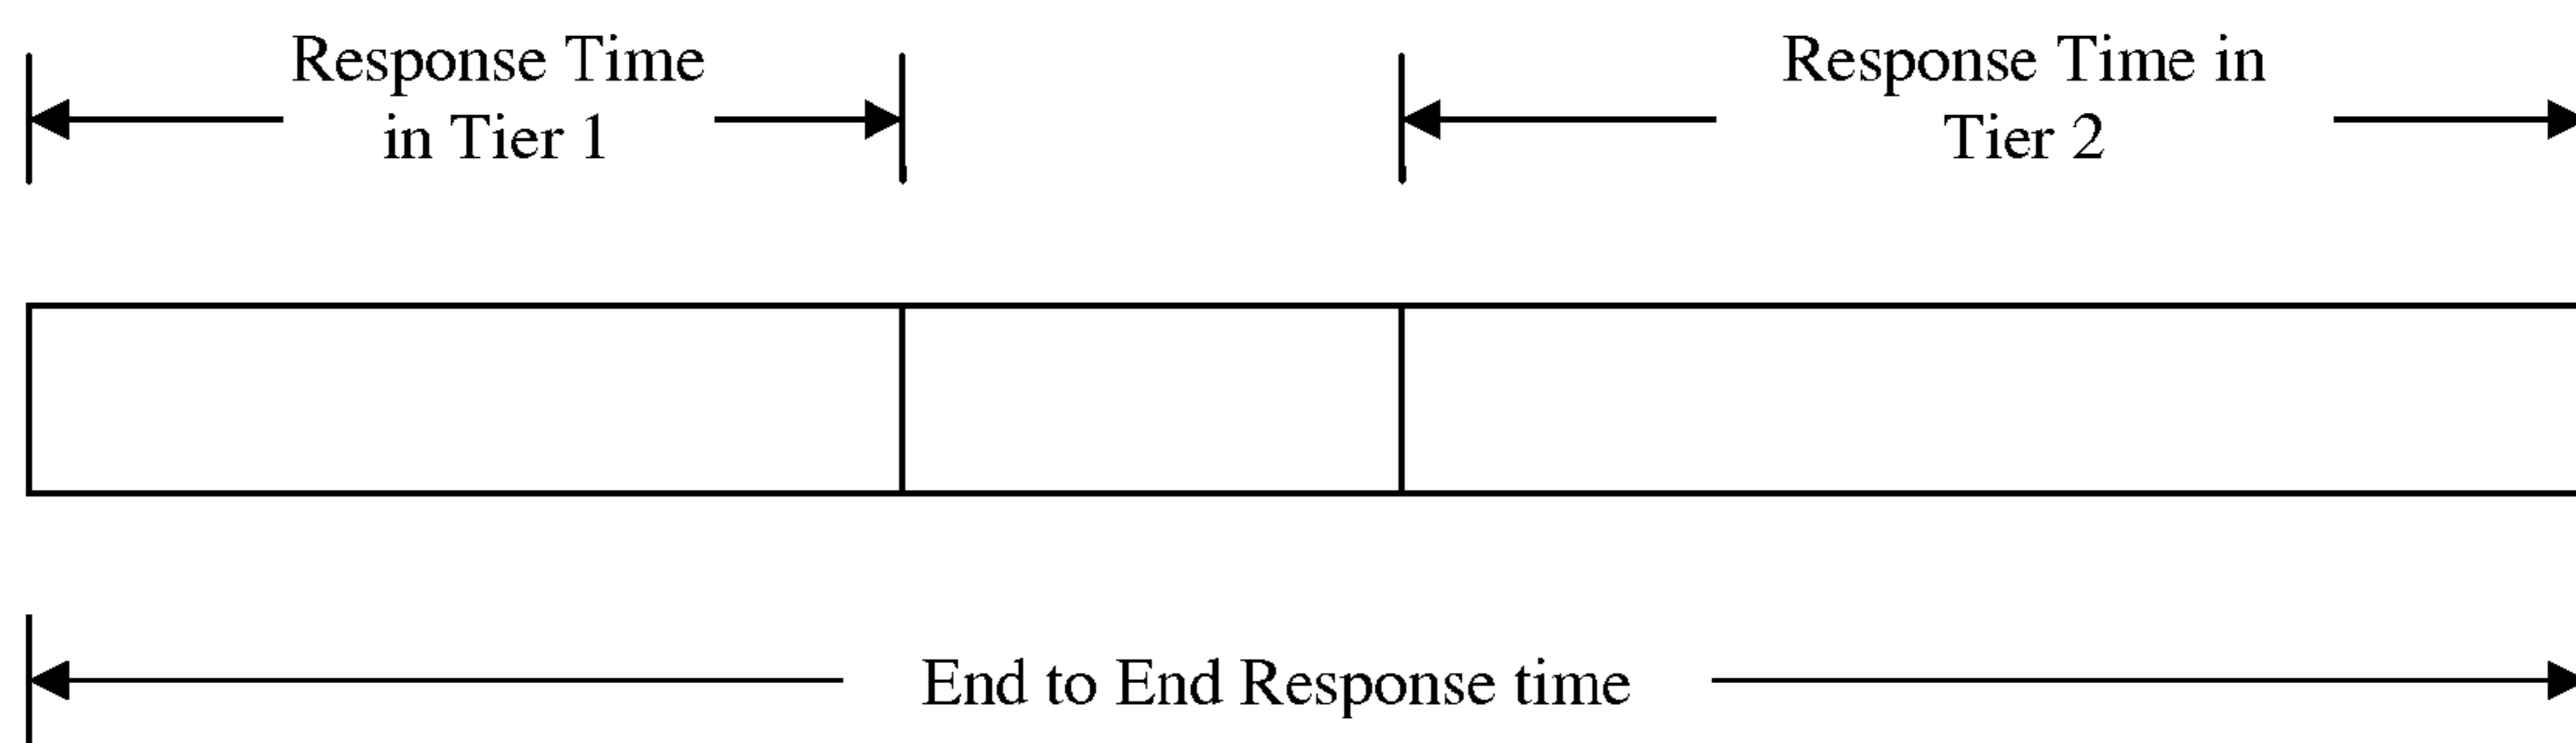 Response Time
in Tier 1
Response Time in
Tier 2
End to End Response time